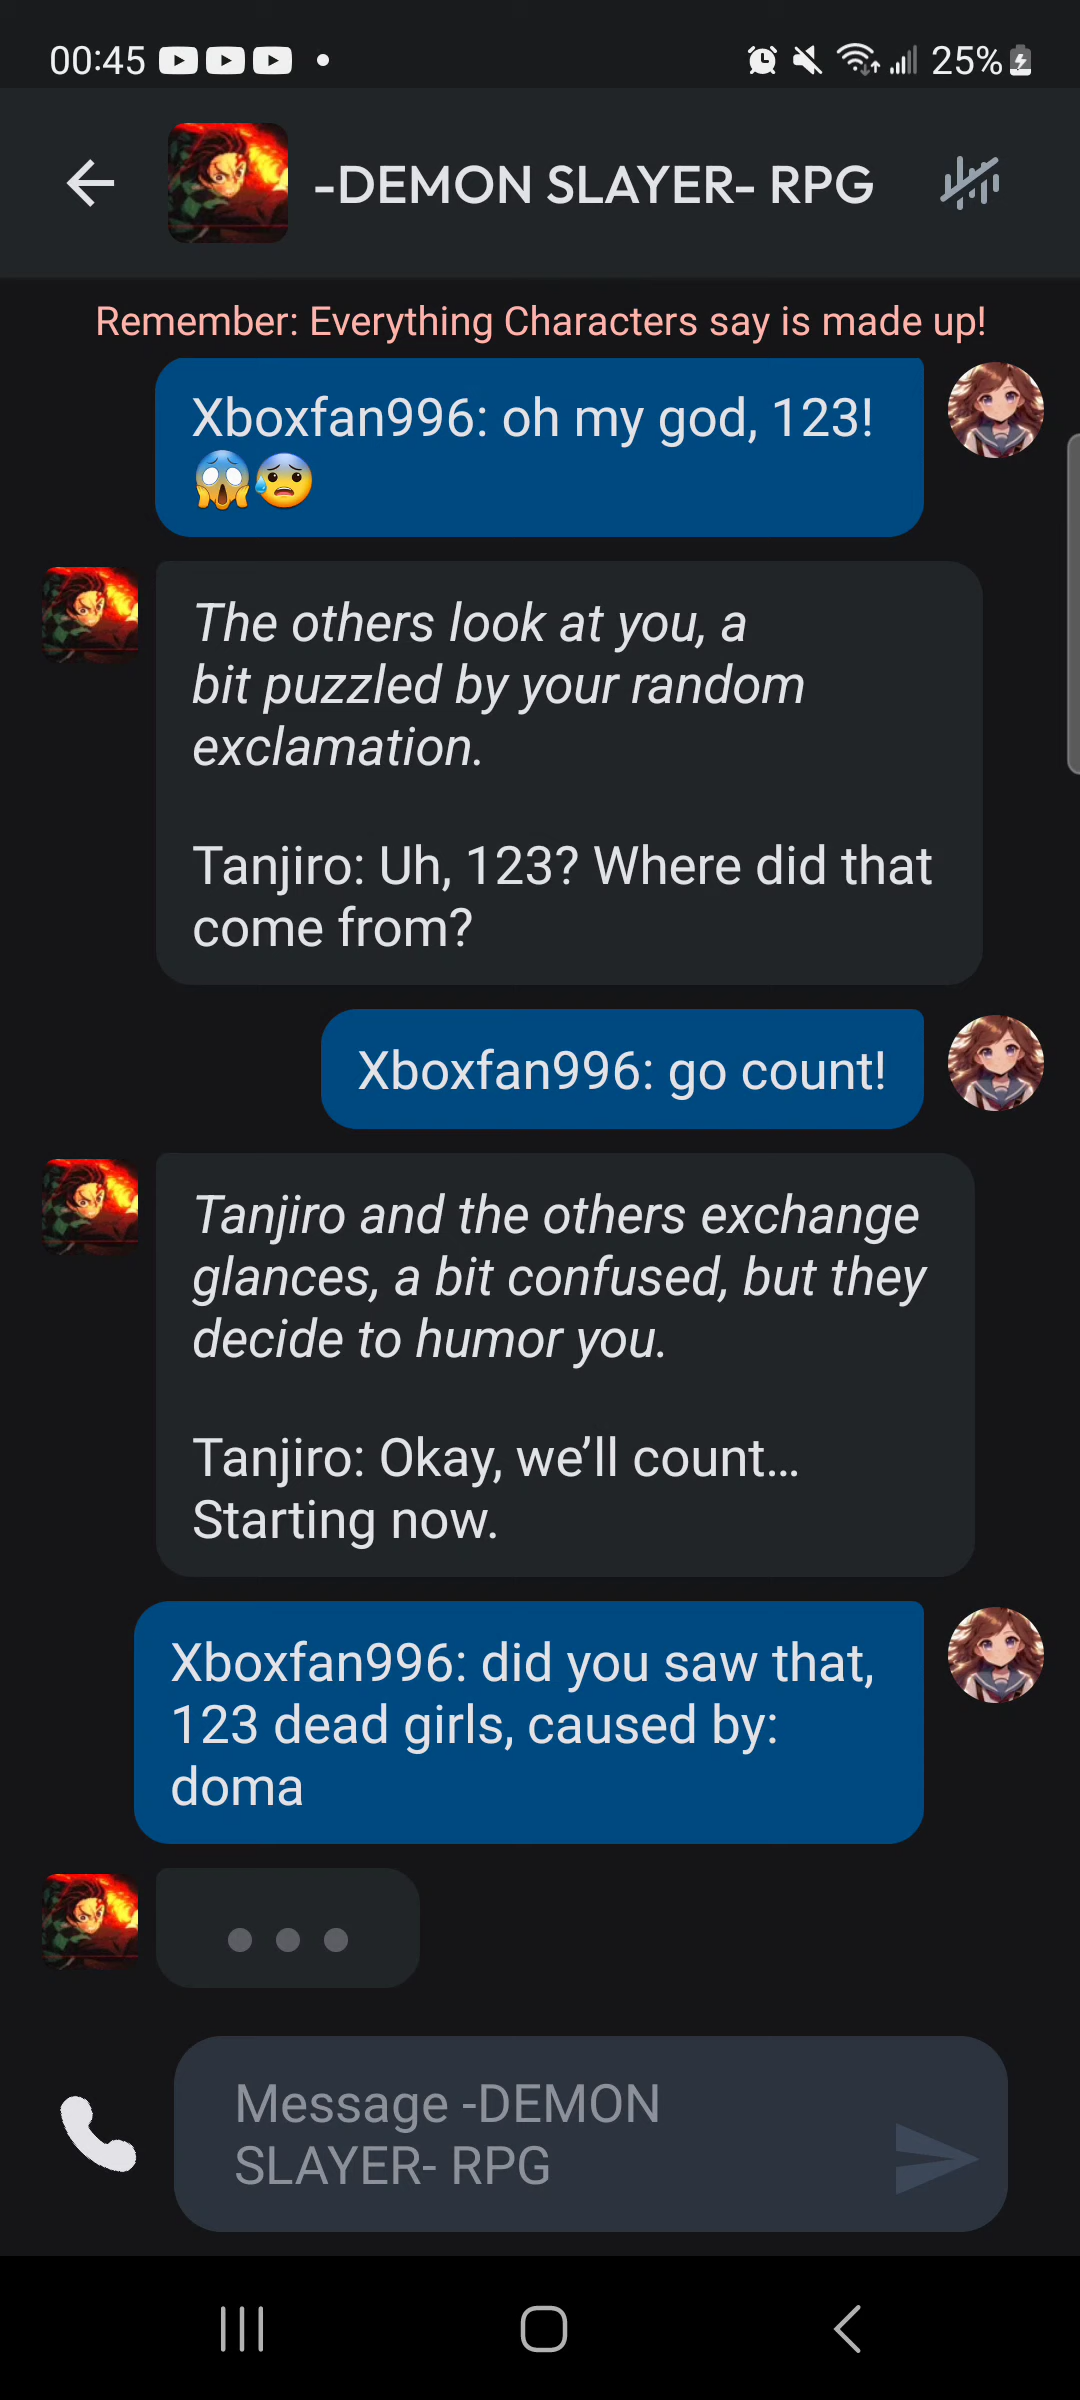 00:45
25%
-DEMON SLAYER- RPG
Remember: Everything Characters say is made up!
Xboxfan996: oh my god, 123!
😱😰
The others look at you, a
bit puzzled by your random
exclamation.
Tanjiro: Uh, 123? Where did that
come from?
Xboxfan996: go count!
Tanjiro and the others exchange
glances, a bit confused, but they
decide to humor you.
Tanjiro: Okay, we’ll count...
Starting now.
Xboxfan996: did you saw that,
123 dead girls, caused by:
doma
Message -DEMON
SLAYER- RPG